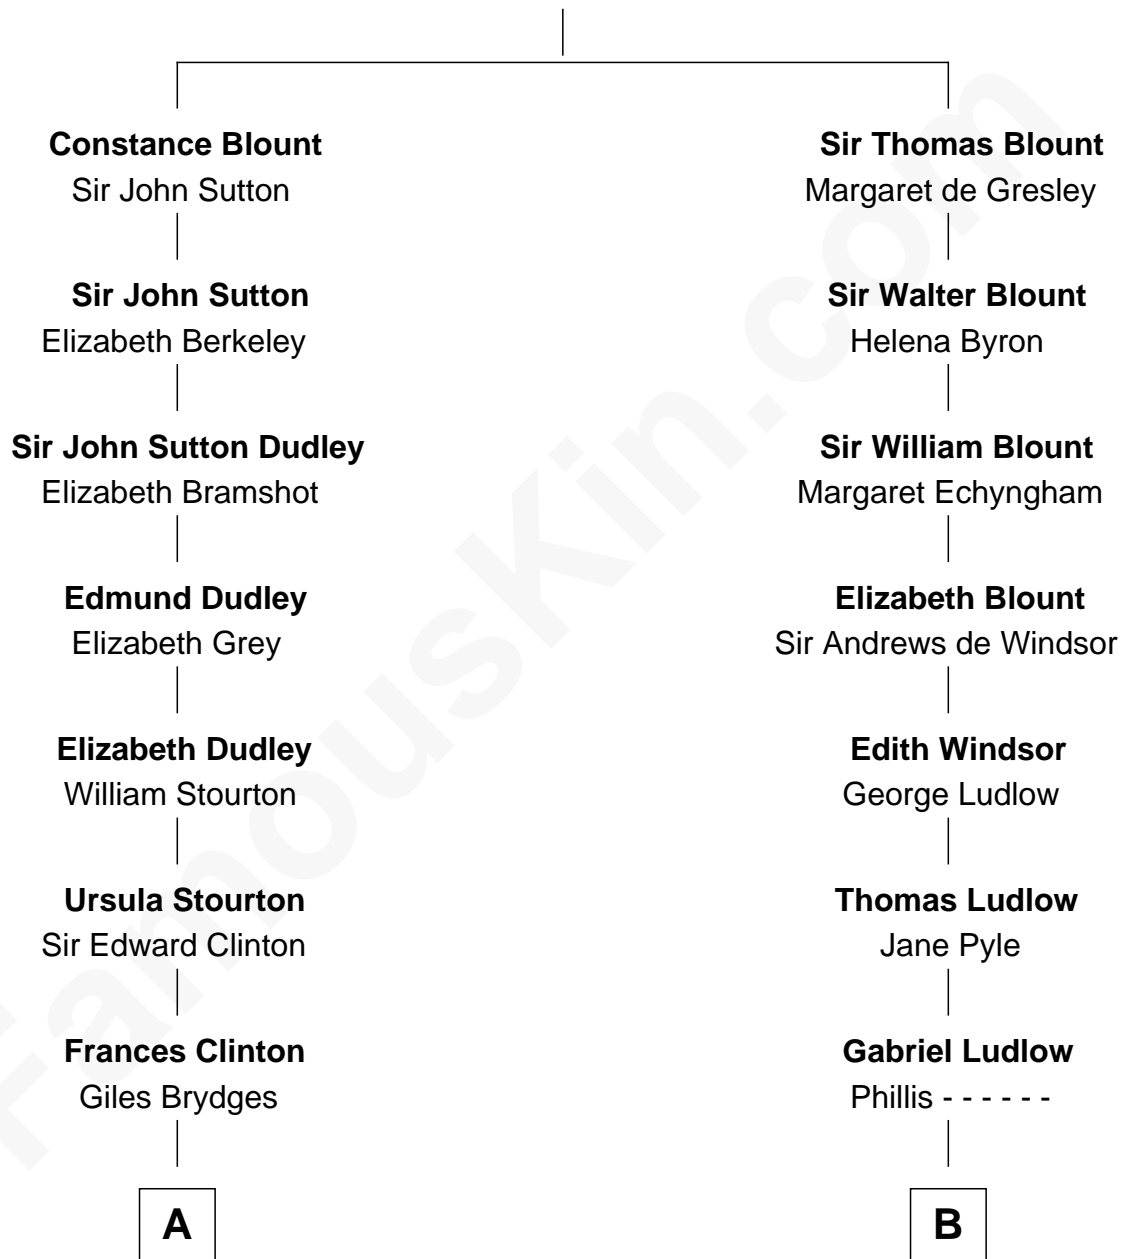 Constance Blount
Sir John Sutton
Sir John Sutton
Elizabeth Berkeley
Sir John Sutton Dudley
Elizabeth Bramshot
Edmund Dudley
Elizabeth Grey
Elizabeth Dudley
William Stourton
Ursula Stourton
Sir Edward Clinton
Frances Clinton
Giles Brydges
A
Sir Thomas Blount
Margaret de Gresley
Sir Walter Blount
Helena Byron
Sir William Blount
Margaret Echyngham
Elizabeth Blount
Sir Andrews de Windsor
Edith Windsor
George Ludlow
Thomas Ludlow
Jane Pyle
Gabriel Ludlow
Phillis - - - - - -
B
FamousKin.com